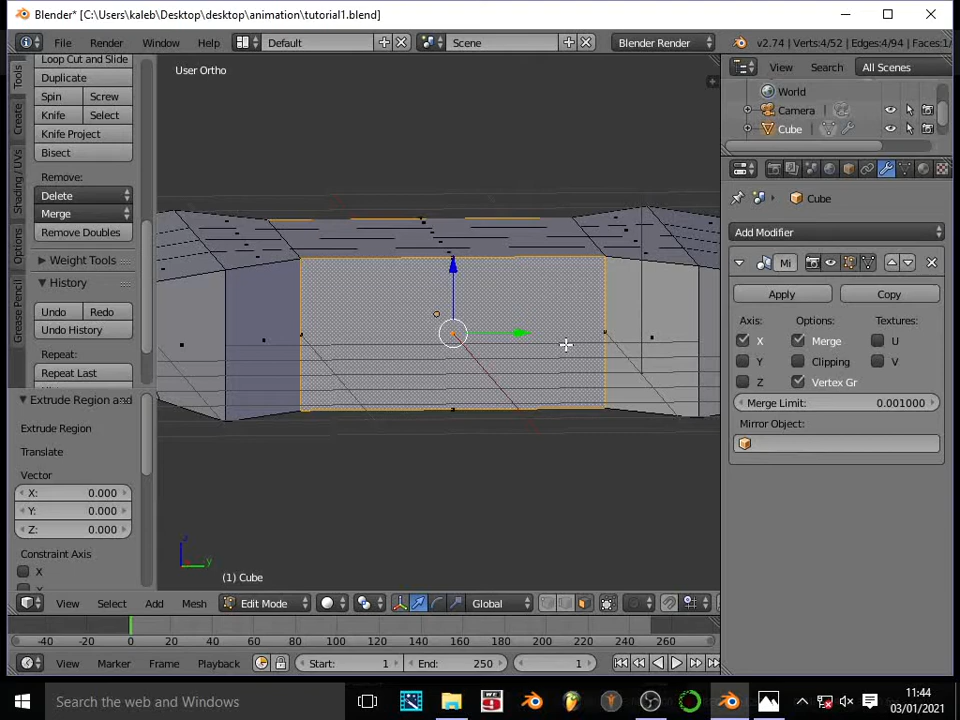 Blender* [C:\Users\kaleb\Desktop\desktop\animation\tutorial1.blend]
File Render Window Help Default Scene Blender Render v2.74 | Verts:4/52 | Edges:4/94 | Faces:1/
Loop Cut and Slide
Duplicate
Spin Screw
Knife Select
Knife Project
Bisect
Remove:
Delete
Merge
Remove Doubles
Weight Tools
History
Undo Redo
Undo History
Repeat:
Repeat Last
Tools
Create
Shading / UVs
Options
Grease Pencil
Extrude Region and
Extrude Region
Translate
Vector
X: 0.000
Y: 0.000
Z: 0.000
Constraint Axis
X
User Ortho
z
y
(1) Cube
View Search All Scenes
World
Camera
Cube
Cube
Add Modifier
Mi
Apply Copy
Axis: Options: Textures:
X Merge U
Y Clipping V
Z Vertex Gr
Merge Limit: 0.001000
Mirror Object:
View Select Add Mesh Edit Mode Global
-40 -20 0 20 40 60 80 100 120 140 160 180 200 220 240 260
View Marker Frame Playback Start: 1 End: 250 1
Search the web and Windows
11:44
03/01/2021